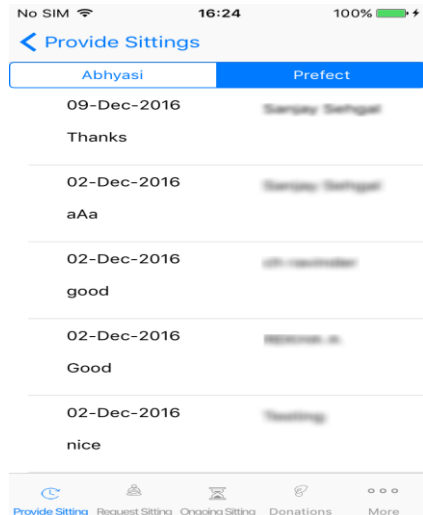 No SIM 16:24 100%
Provide Sittings
Abhyasi Prefect
09-Dec-2016
Thanks
02-Dec-2016
aAa
02-Dec-2016
good
02-Dec-2016
Good
02-Dec-2016
nice
Provide Sitting Request Sitting Ongoing Sitting Donations More